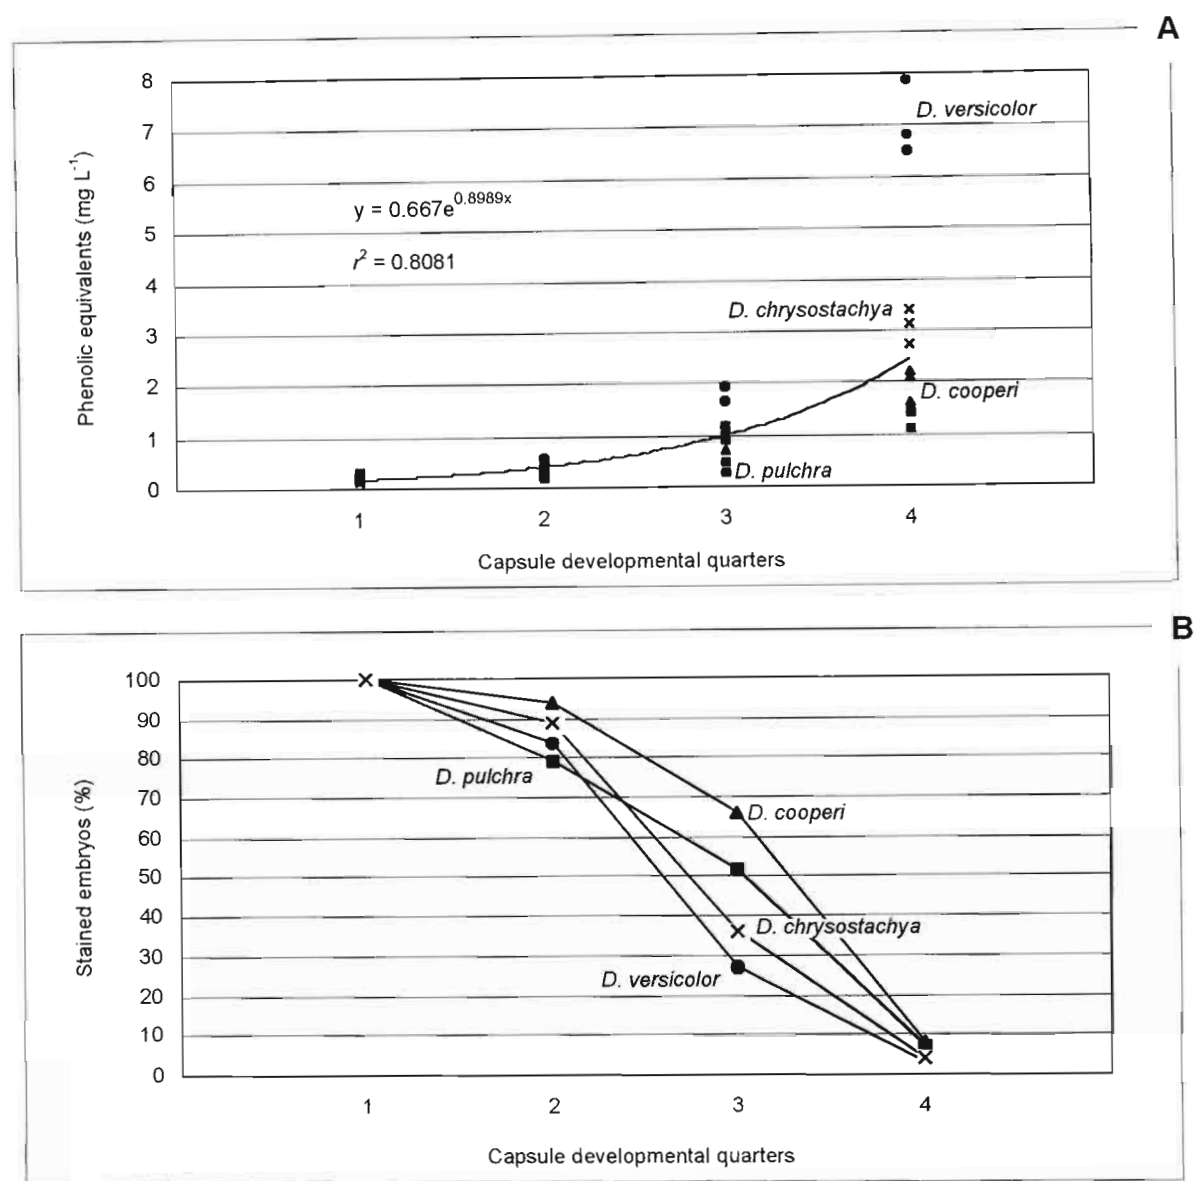 A
8
D. versicolor
7
6
y = 0.667e^0.8989x
5
r² = 0.8081
4
D. chrysostachya
3
2
D. cooperi
1
D. pulchra
0
Phenolic equivalents (mg L⁻¹)
1 2 3 4
Capsule developmental quarters
B
100
90
80
D. pulchra
70
D. cooperi
60
50
40
D. chrysostachya
30
D. versicolor
20
10
0
Stained embryos (%)
1 2 3 4
Capsule developmental quarters